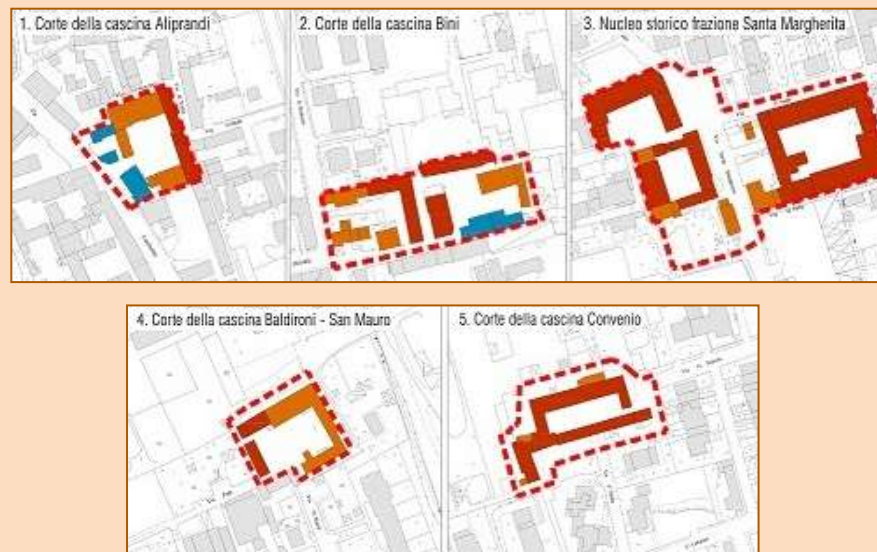 1. Corte della cascina Aliprandi
2. Corte della cascina Bini
3. Nucleo storico frazione Santa Margherita
4. Corte della cascina Baldironi - San Mauro
5. Corte della cascina Convenio